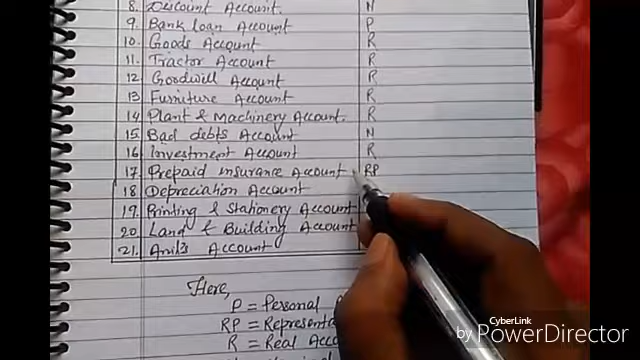 8. Discount Account. N
9. Bank loan Account P
10. Goods Account R
11. Tractor Account R
12. Goodwill Account R
13 Furniture Account R
14 Plant & Machinery Account. R
15 Bad debts Account N
16 Investment Account R
17. Prepaid insurance Account RP
18 Depreciation Account
19. Printing & Stationery Account
20. Land & Building Account
21. Anil's Account
Here,
P = Personal
RP = Representa
R = Real Acc
CyberLink
by PowerDirector